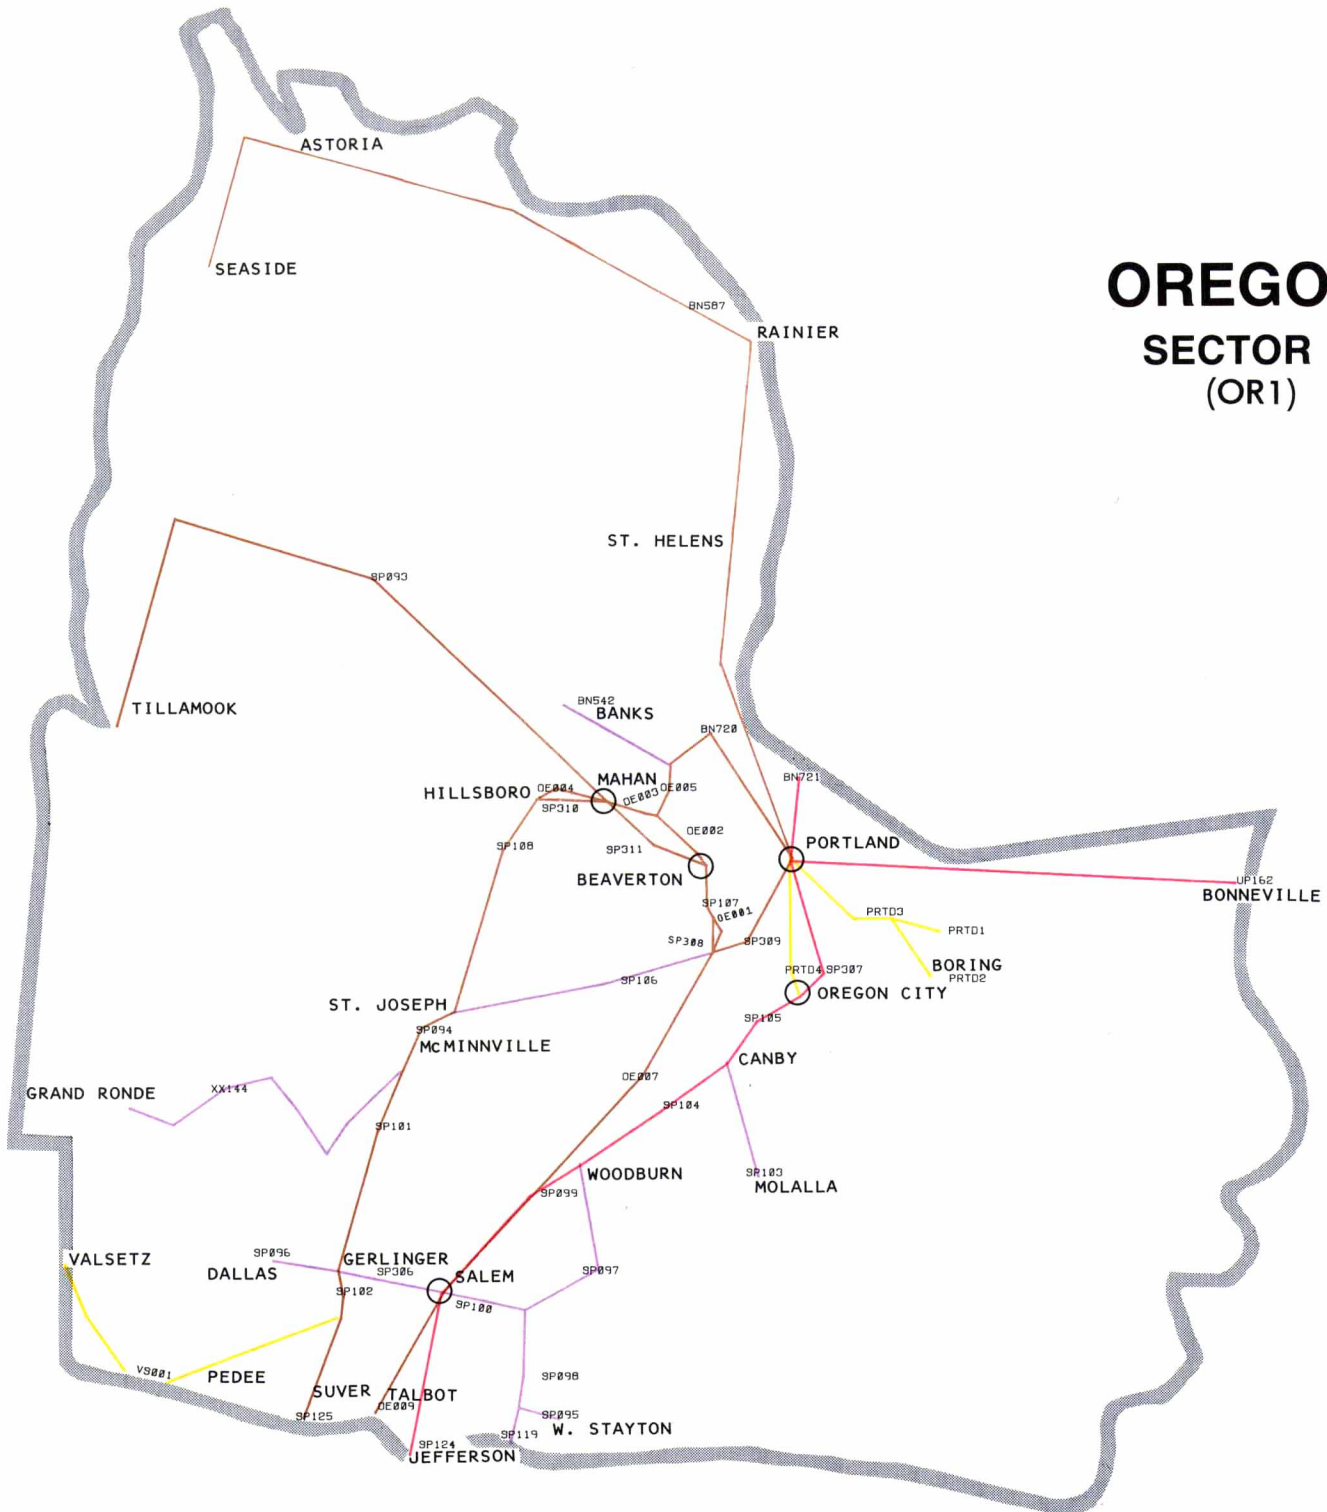 ASTORIA
SEASIDE
OREGO
SECTOR
(OR1)
BN587
RAINIER
ST. HELENS
SP093
TILLAMOOK
BN542
BANKS
BN720
MAHAN
BN721
HILLSBORO
OE004
OE003
OE005
SP310
OE002
SP108
SP311
PORTLAND
BEAVERTON
UP162
BONNEVILLE
SP107
OE001
PRTD3
PRTD1
SP308
SP309
BORING
PRTD2
PRTD4
SP307
SP106
OREGON CITY
ST. JOSEPH
SP094
SP105
McMINNVILLE
CANBY
OE007
GRAND RONDE
XX144
SP104
SP101
WOODBURN
SP103
MOLALLA
SP099
VALSETZ
SP096
GERLINGER
DALLAS
SP306
SALEM
SP097
SP102
SP100
VS001
PEDEE
SP098
SUVER
TALBOT
OE009
SP125
SP095
W. STAYTON
SP119
SP124
JEFFERSON